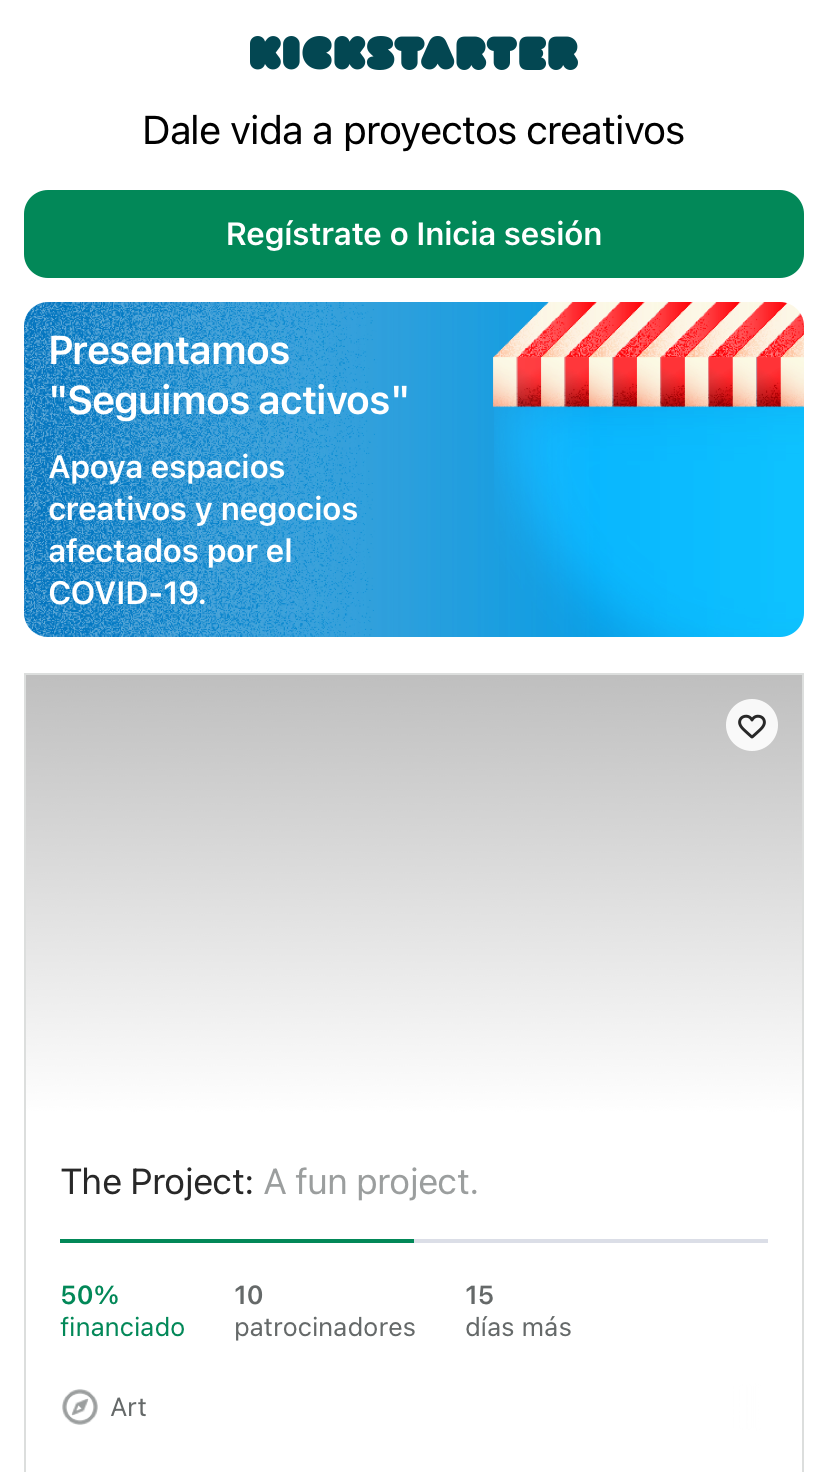 KICKSTARTER
Dale vida a proyectos creativos
Regístrate o Inicia sesión
Presentamos
"Seguimos activos"
Apoya espacios
creativos y negocios
afectados por el
COVID-19.
The Project: A fun project.
50% 10 15
financiado patrocinadores días más
Art